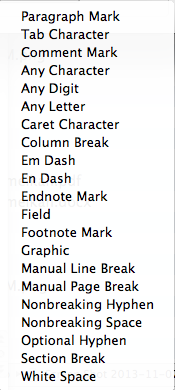 Paragraph Mark
Tab Character
Comment Mark
Any Character
Any Digit
Any Letter
Caret Character
Column Break
Em Dash
En Dash
Endnote Mark
Field
Footnote Mark
Graphic
Manual Line Break
Manual Page Break
Nonbreaking Hyphen
Nonbreaking Space
Optional Hyphen
Section Break
White Space